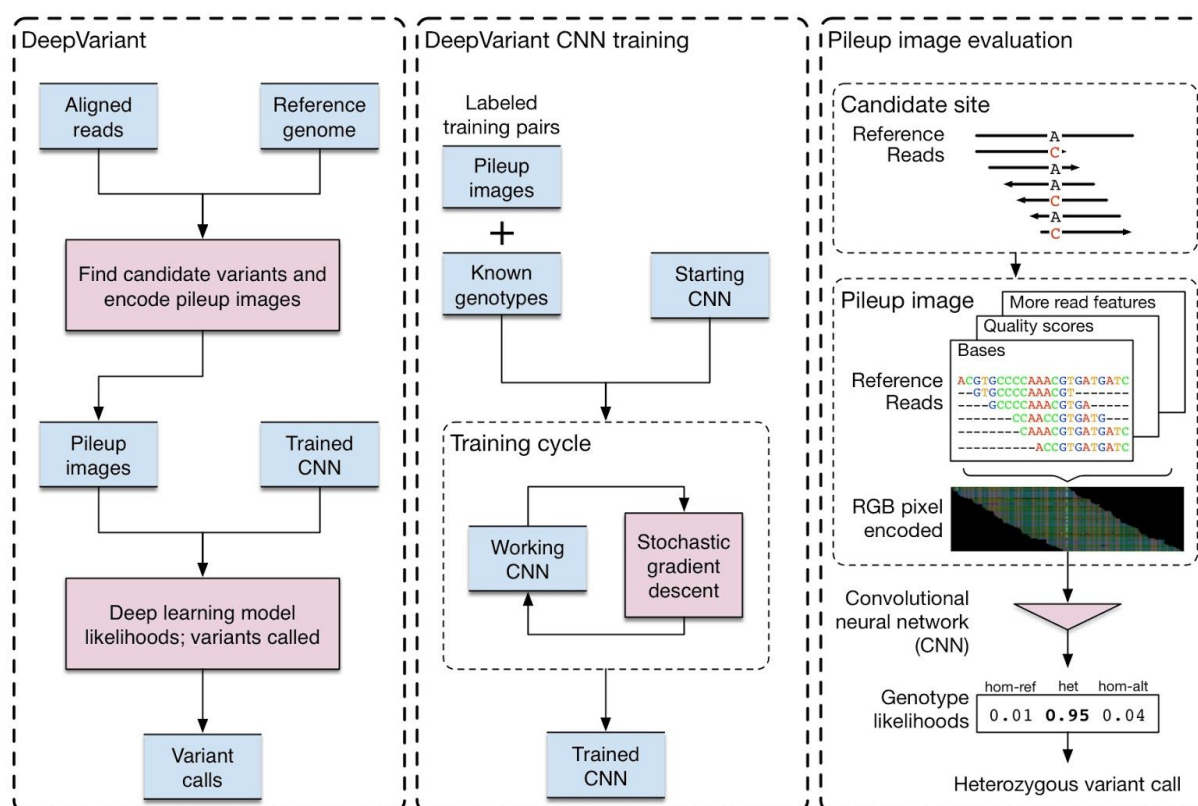 DeepVariant
Aligned
reads
Reference
genome
Find candidate variants and
encode pileup images
Pileup
images
Trained
CNN
Deep learning model
likelihoods; variants called
Variant
calls
DeepVariant CNN training
Labeled
training pairs
Pileup
images
+
Known
genotypes
Starting
CNN
Training cycle
Working
CNN
Stochastic
gradient
descent
Trained
CNN
Pileup image evaluation
Candidate site
Reference
Reads
A
C
A
A
C
A
C
Pileup image
More read features
Quality scores
Bases
Reference
Reads
ACGTGCCCCAAACGTGATGATC
--GTGCCCCAAACGT-------
----GCCCCAAACGTGA-----
-------CCAACGTGATG---
--------CAAACGTGATGATC
----------ACCGTGATGATC
RGB pixel
encoded
Convolutional
neural network
(CNN)
Genotype
likelihoods
hom-ref het hom-alt
0.01 0.95 0.04
Heterozygous variant call